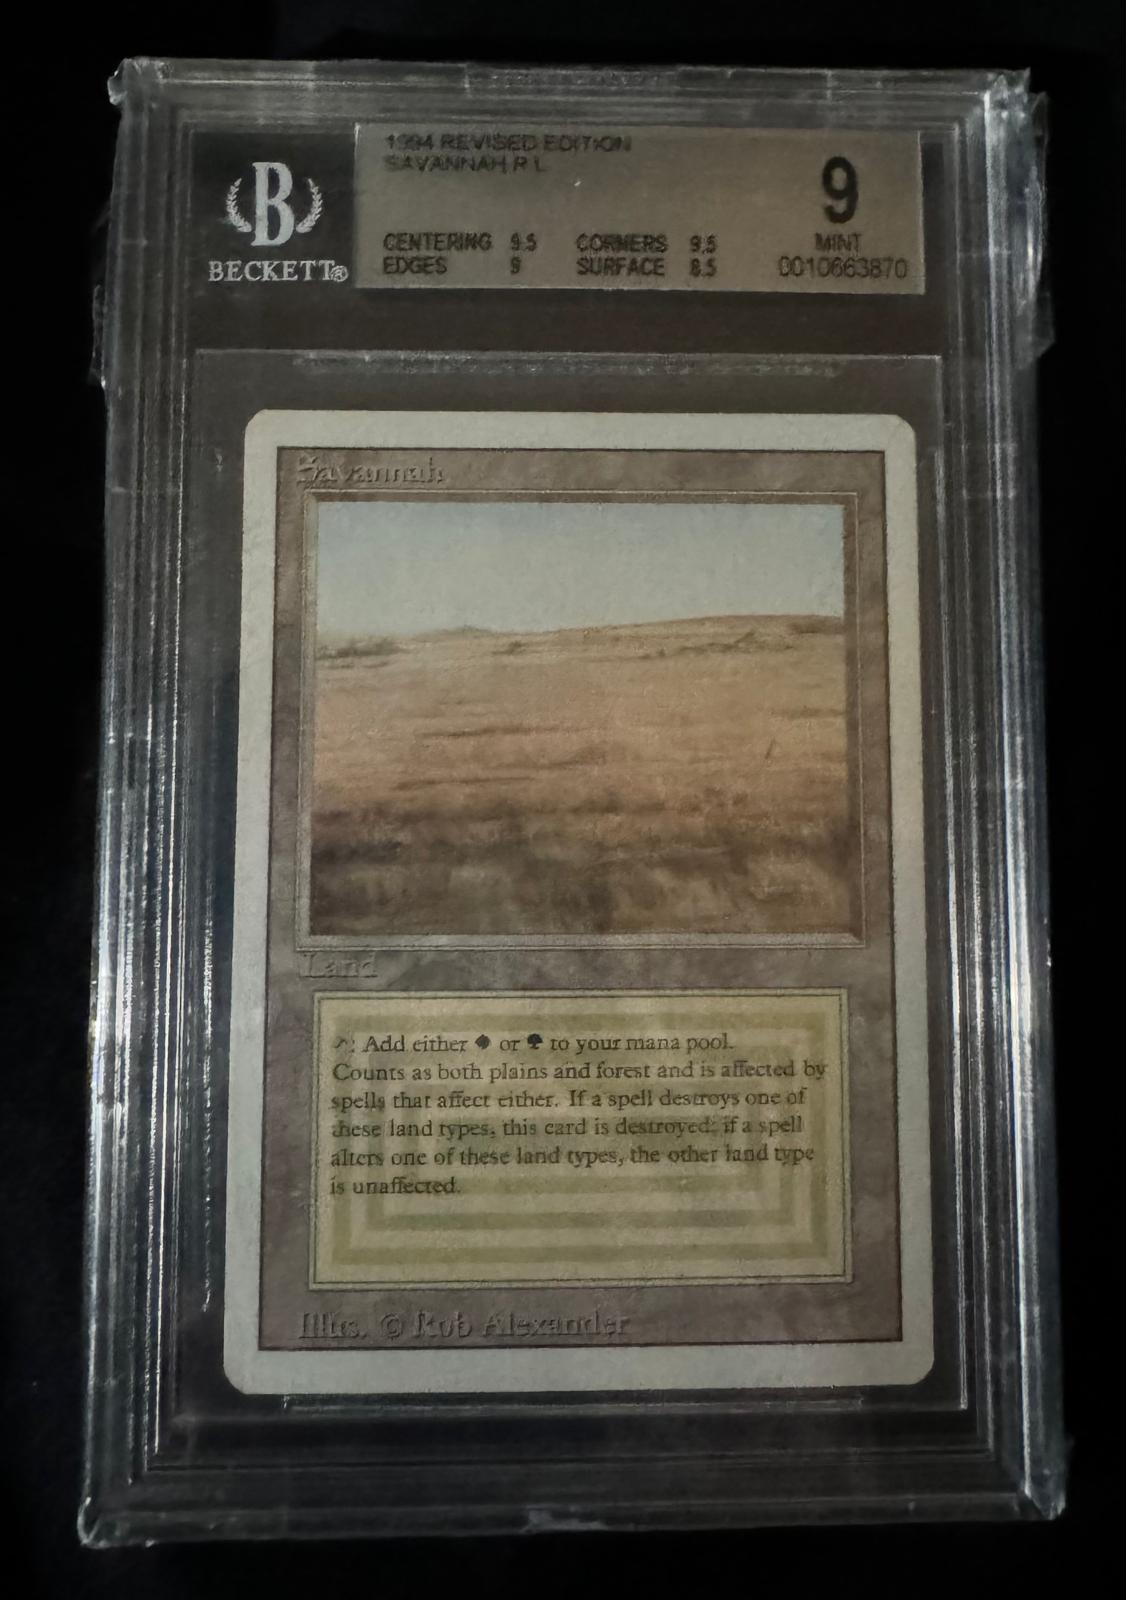 B
BECKETT®
1994 REVISED EDITION
SAVANNAH R L
CENTERING 9.5 CORNERS 9.5
EDGES 9 SURFACE 8.5
9
MINT
0010663870
Savannah
Land
: Add either or to your mana pool.
Counts as both plains and forest and is affected by
spells that affect either. If a spell destroys one of
these land types, this card is destroyed; if a spell
alters one of these land types, the other land type
is unaffected.
Illus. © Rob Alexander